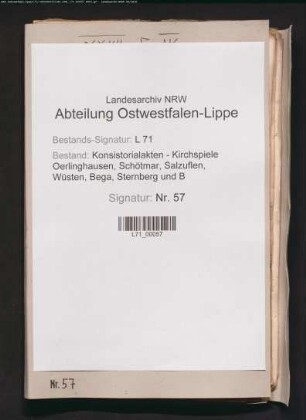 Landesarchiv NRW
Abteilung Ostwestfalen-Lippe
Bestands-Signatur: L 71
Bestand: Konsistorialakten - Kirchspiele
Oerlinghausen, Schötmar, Salzuflen,
Wüsten, Bega, Sternberg und B
Signatur: Nr. 57
L71_00057
Nr. 57